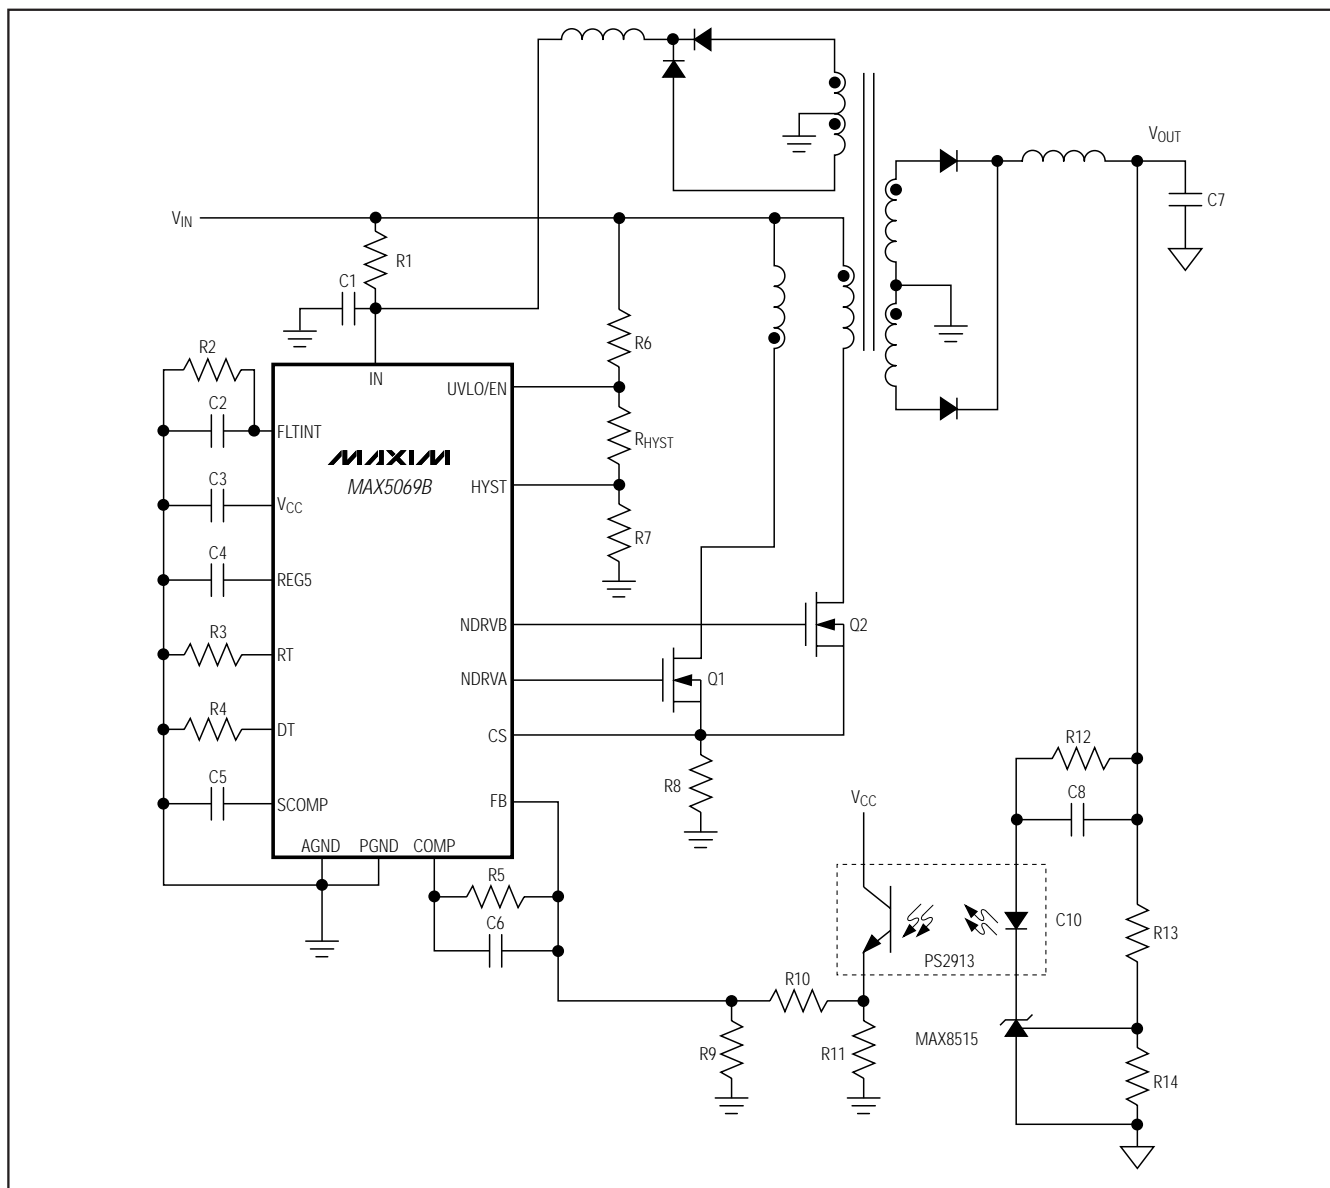 VOUT
C7
VIN
R1
C1
R6
R2
IN
UVLO/EN
C2
FLTINT
RHYST
MAXIM
MAX5069B
C3
HYST
VCC
R7
C4
REG5
R3
NDRVB
Q2
RT
NDRVA
Q1
R4
DT
CS
R12
C5
R8
C8
VCC
SCOMP
FB
AGND
PGND
COMP
R5
C6
C10
R13
PS2913
R10
MAX8515
R9
R11
R14